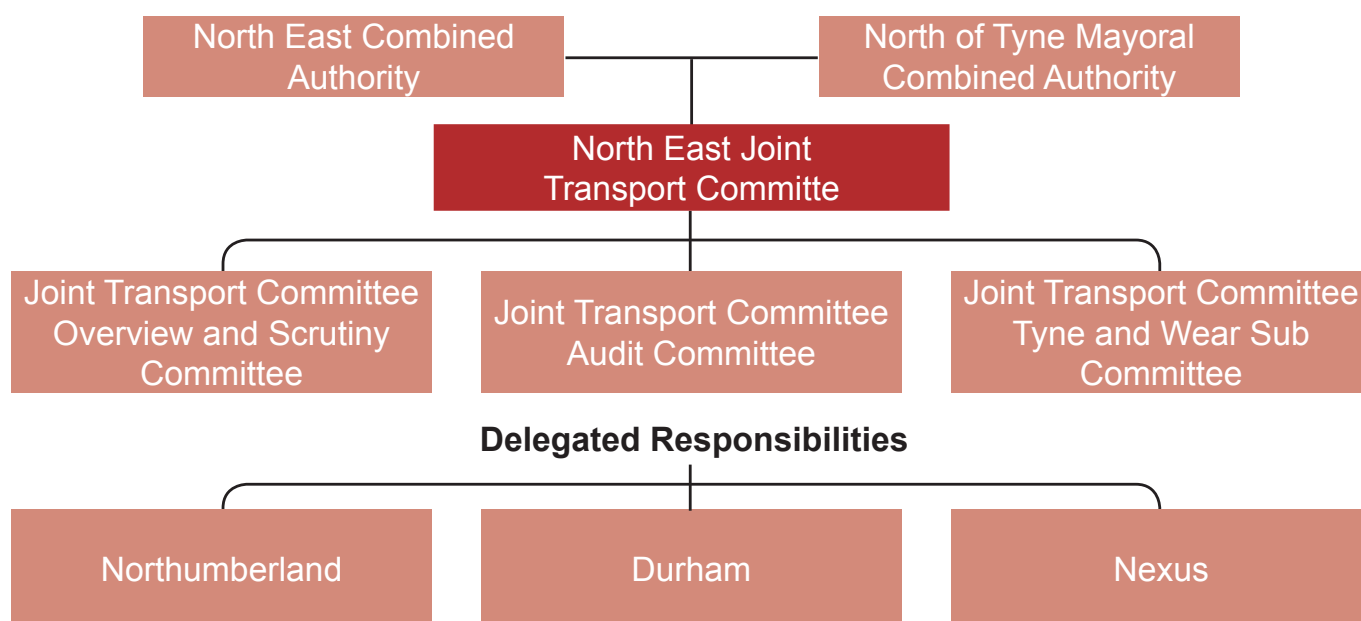 North East Combined
Authority
North of Tyne Mayoral
Combined Authority
North East Joint
Transport Committe
Joint Transport Committee
Overview and Scrutiny
Committee
Joint Transport Committee
Audit Committee
Joint Transport Committee
Tyne and Wear Sub
Committee
Delegated Responsibilities
Northumberland
Durham
Nexus